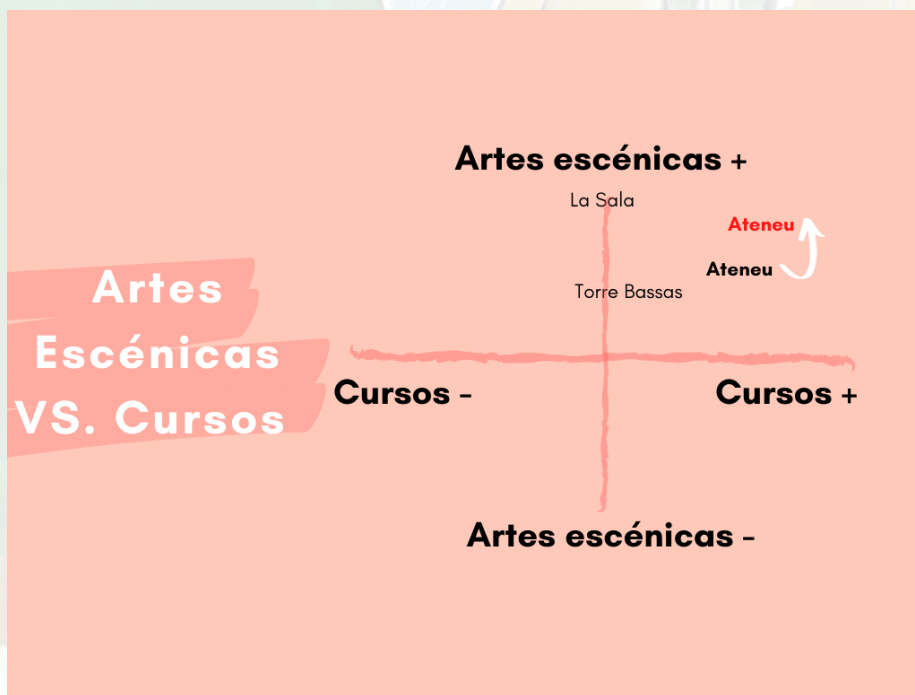 Artes
Escénicas
VS. Cursos
Artes escénicas +
La Sala
Ateneu
Ateneu
Torre Bassas
Cursos -
Cursos +
Artes escénicas -